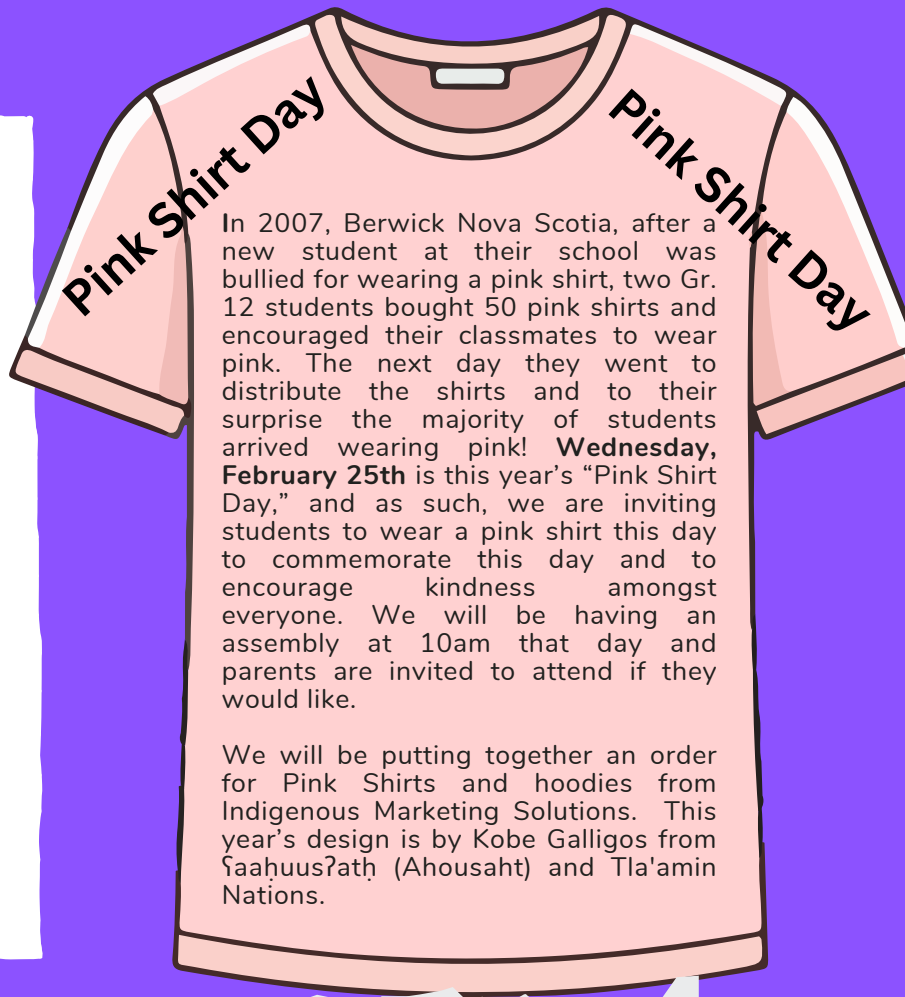 Pink Shirt Day
Pink Shirt Day
In 2007, Berwick Nova Scotia, after a
new student at their school was
bullied for wearing a pink shirt, two Gr.
12 students bought 50 pink shirts and
encouraged their classmates to wear
pink. The next day they went to
distribute the shirts and to their
surprise the majority of students
arrived wearing pink! Wednesday,
February 25th is this year’s “Pink Shirt
Day,” and as such, we are inviting
students to wear a pink shirt this day
to commemorate this day and to
encourage kindness amongst
everyone. We will be having an
assembly at 10am that day and
parents are invited to attend if they
would like.
We will be putting together an order
for Pink Shirts and hoodies from
Indigenous Marketing Solutions. This
year’s design is by Kobe Galligos from
ʕaaḥuusʔatḥ (Ahousaht) and Tla'amin
Nations.